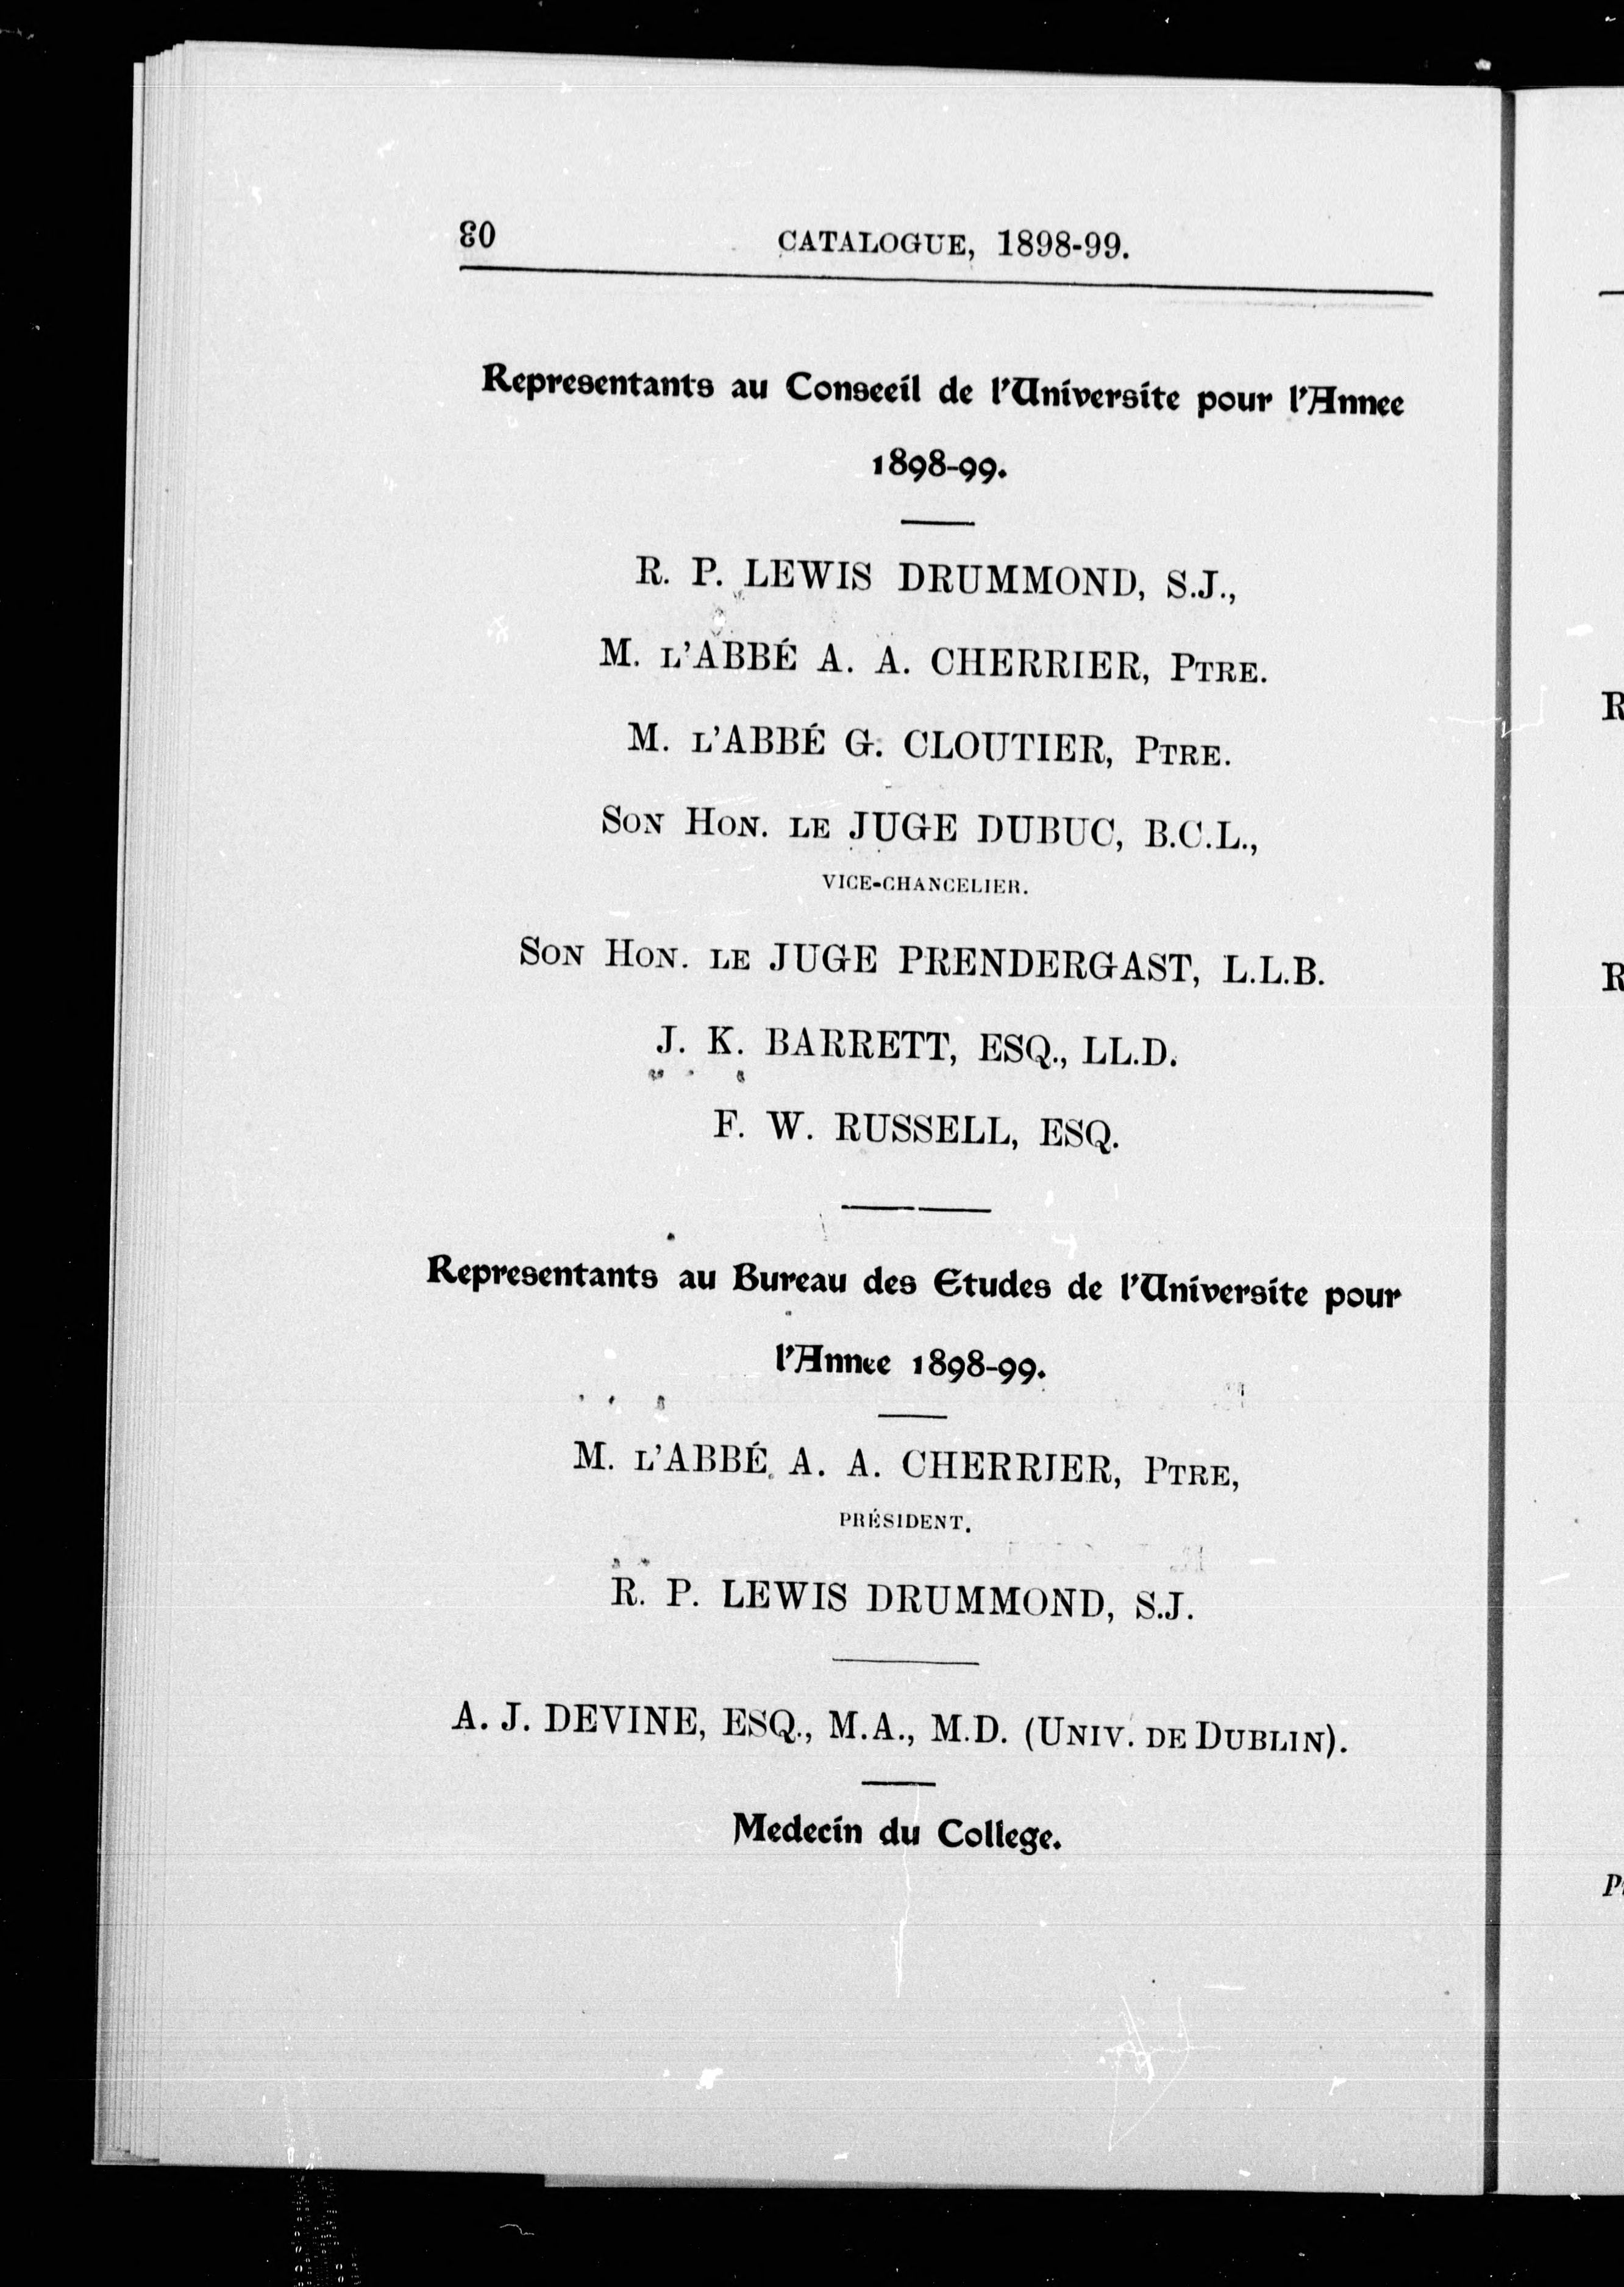 80 CATALOGUE, 1898-99.
Representants au Conseeil de l'Universite pour l'Annee
1898-99.
R. P. LEWIS DRUMMOND, S.J.,
M. L'ABBÉ A. A. CHERRIER, PTRE.
M. L'ABBÉ G. CLOUTIER, PTRE.
SON HON. LE JUGE DUBUC, B.C.L.,
VICE-CHANCELIER.
SON HON. LE JUGE PRENDERGAST, L.L.B.
J. K. BARRETT, ESQ., LL.D.
F. W. RUSSELL, ESQ.
Representants au Bureau des Etudes de l'Universite pour
l'Annee 1898-99.
M. L'ABBÉ A. A. CHERRIER, PTRE,
PRÉSIDENT.
R. P. LEWIS DRUMMOND, S.J.
A. J. DEVINE, ESQ., M.A., M.D. (UNIV. DE DUBLIN).
Medecin du College.